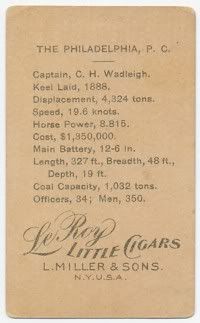 THE PHILADELPHIA, P. C.
Captain, C. H. Wadleigh.
Keel Laid, 1888.
Displacement, 4,324 tons.
Speed, 19.6 knots.
Horse Power, 8.815.
Cost, $1,350,000.
Main Battery, 12-6 in.
Length, 327 ft., Breadth, 48 ft.,
Depth, 19 ft.
Coal Capacity, 1,032 tons.
Officers, 34; Men, 350.
Le Roy
LITTLE CIGARS
L. MILLER & SONS.
N.Y. U.S.A.